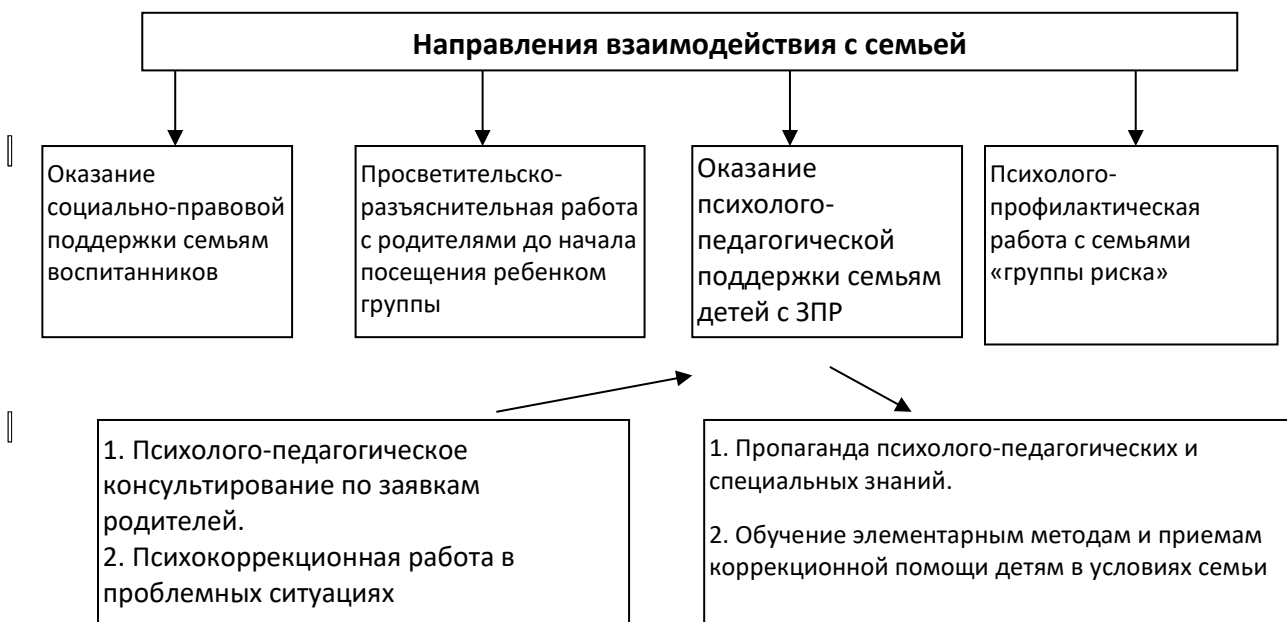 Направления взаимодействия с семьей
Оказание
социально-правовой
поддержки семьям
воспитанников
Просветительско-
разъяснительная работа
с родителями до начала
посещения ребенком
группы
Оказание
психолого-
педагогической
поддержки семьям
детей с ЗПР
Психолого-
профилактическая
работа с семьями
«группы риска»
1. Психолого-педагогическое
консультирование по заявкам
родителей.
2. Психокоррекционная работа в
проблемных ситуациях
1. Пропаганда психолого-педагогических и
специальных знаний.
2. Обучение элементарным методам и приемам
коррекционной помощи детям в условиях семьи